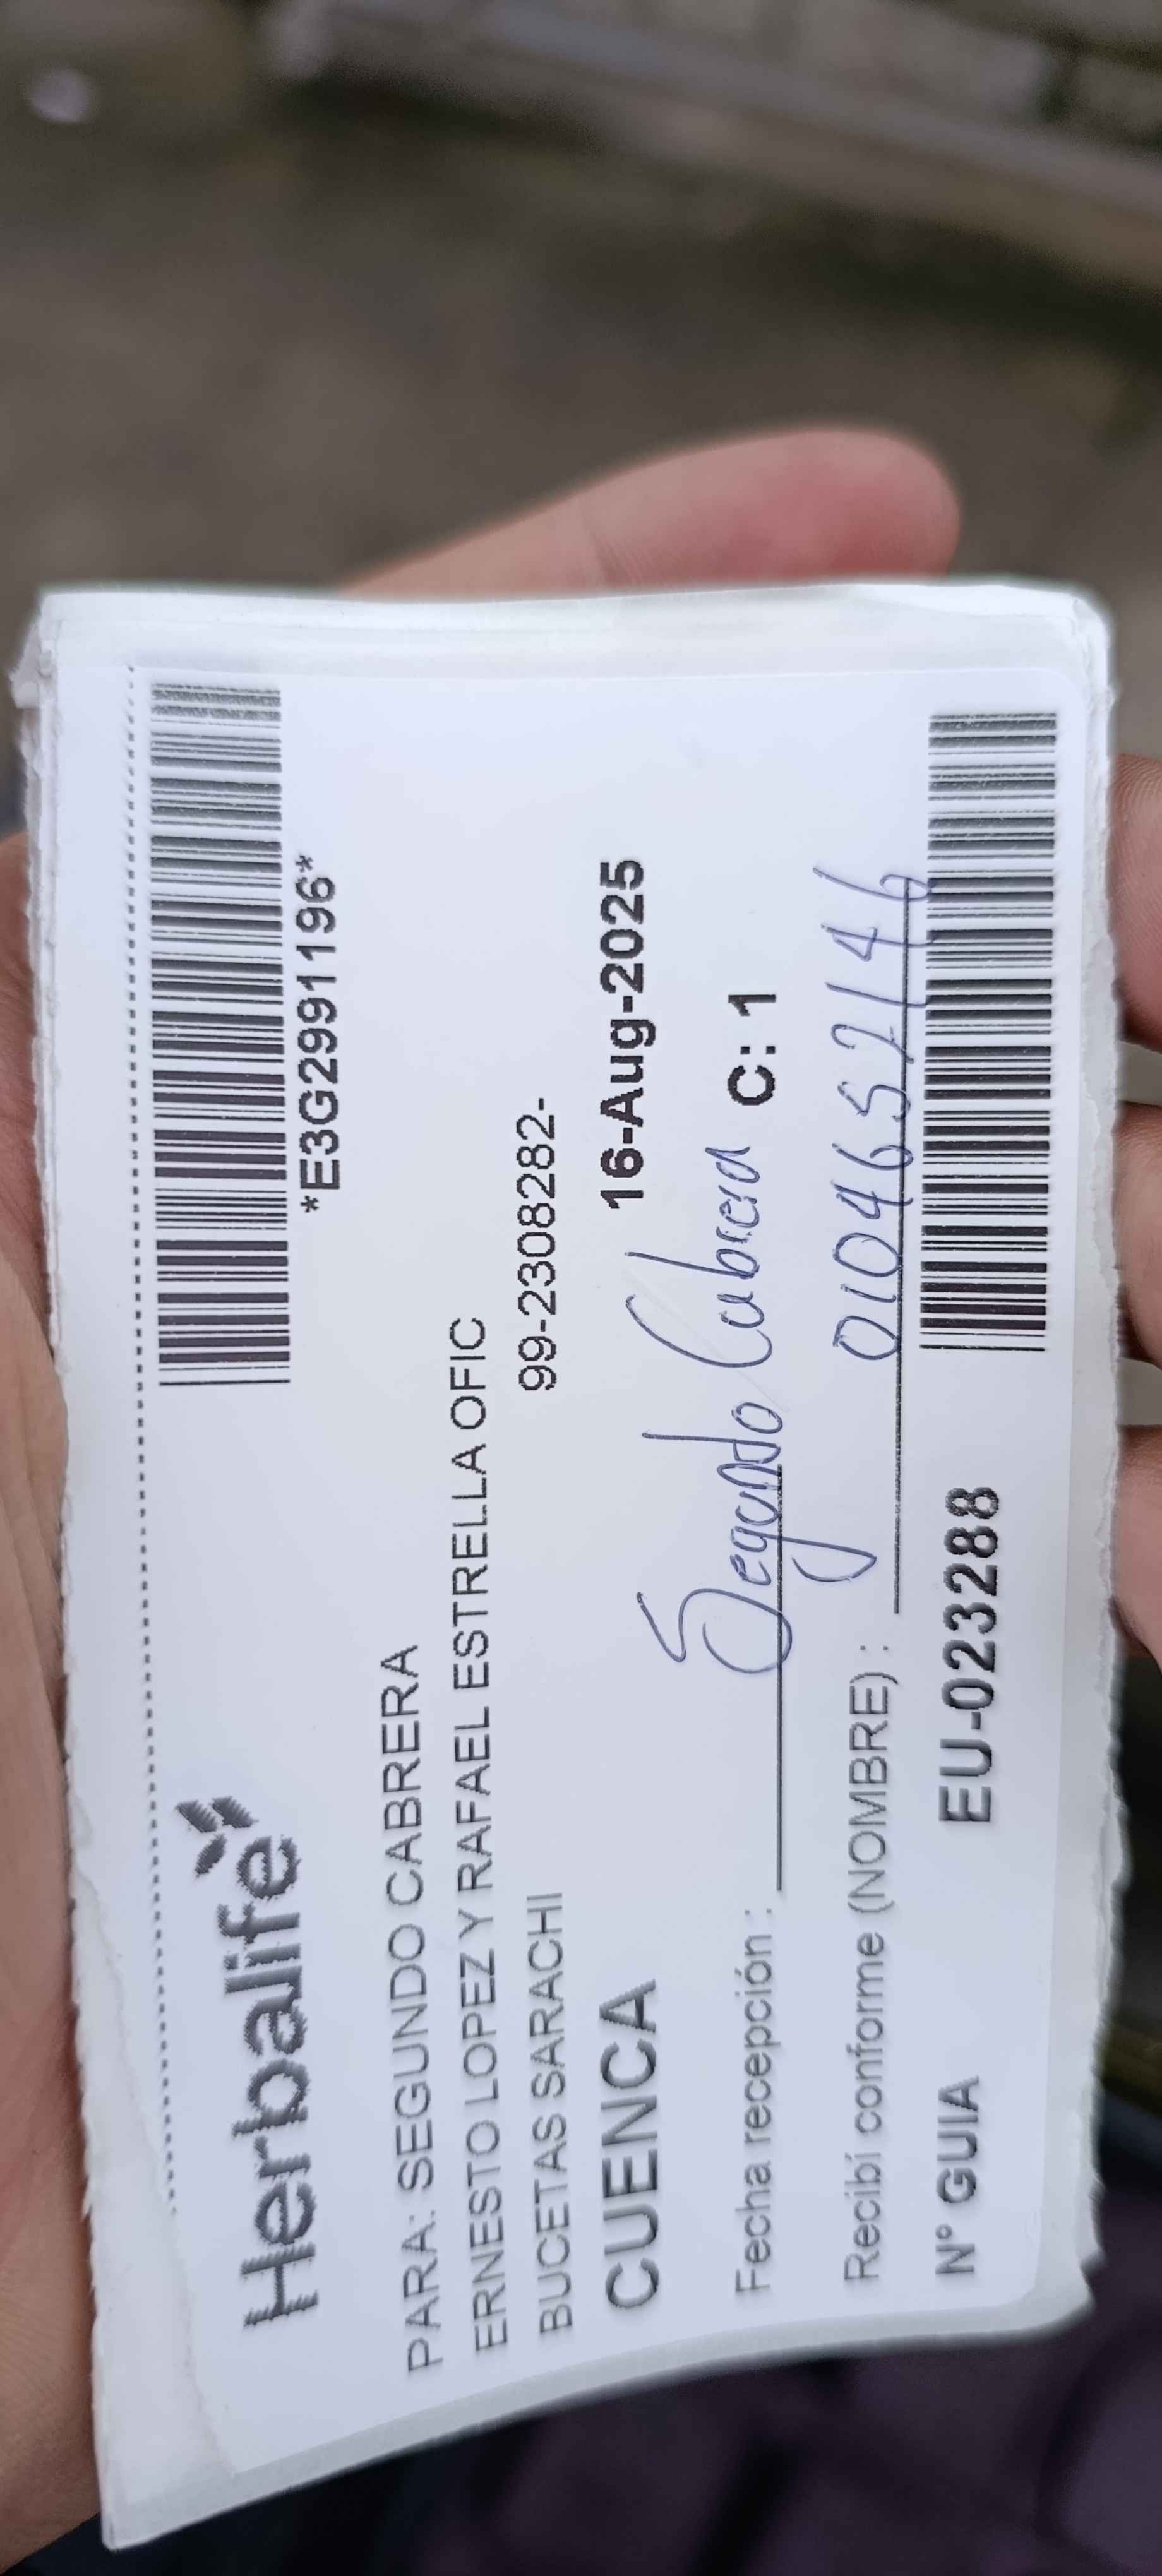 *E3G2991196*
Herbalife
PARA: SEGUNDO CABRERA
ERNESTO LOPEZ Y RAFAEL ESTRELLA OFIC
BUCETAS SARACHI 99-2308282-
CUENCA 16-Aug-2025
Fecha recepción : Segundo Cabrera C: 1
Recibí conforme (NOMBRE) : 0104652146
N° GUIA EU-023288